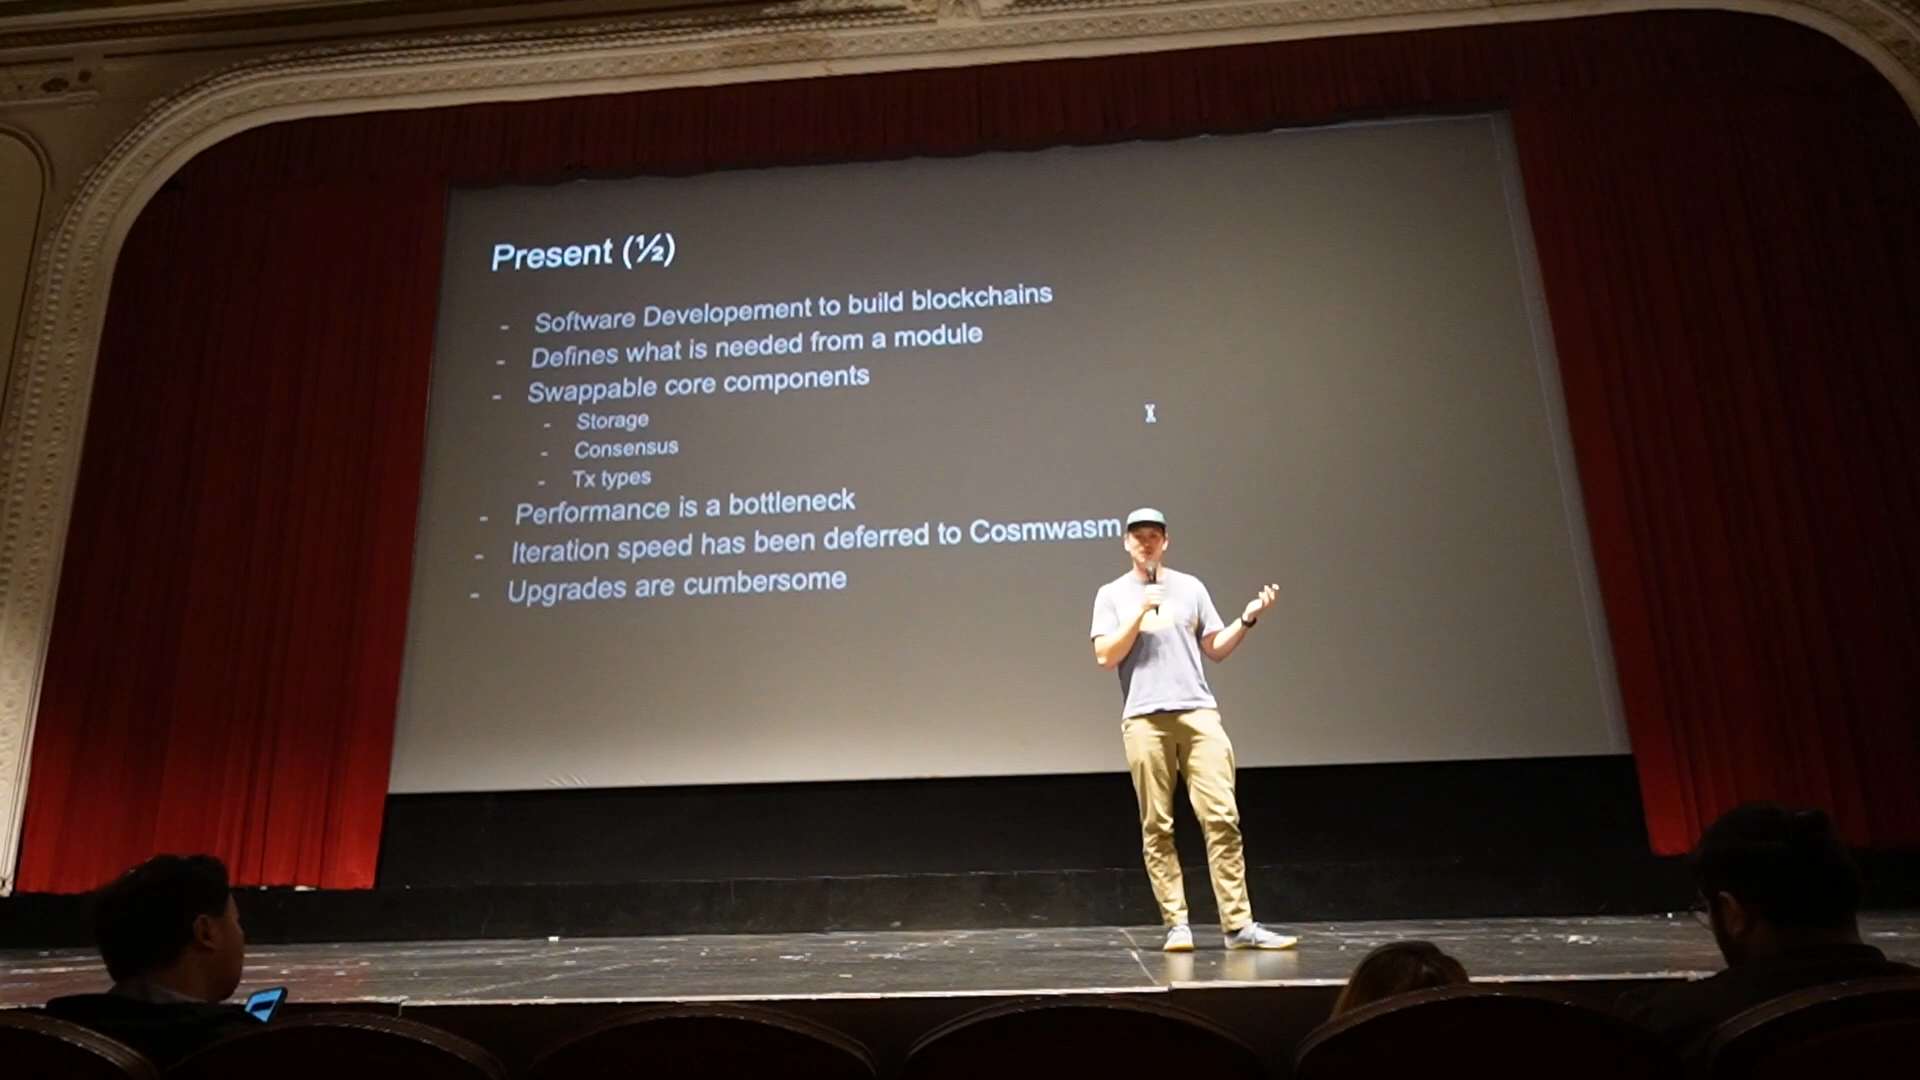 Present (½)
- Software Developement to build blockchains
- Defines what is needed from a module
- Swappable core components
- Storage
- Consensus
- Tx types
- Performance is a bottleneck
- Iteration speed has been deferred to Cosmwasm
- Upgrades are cumbersome